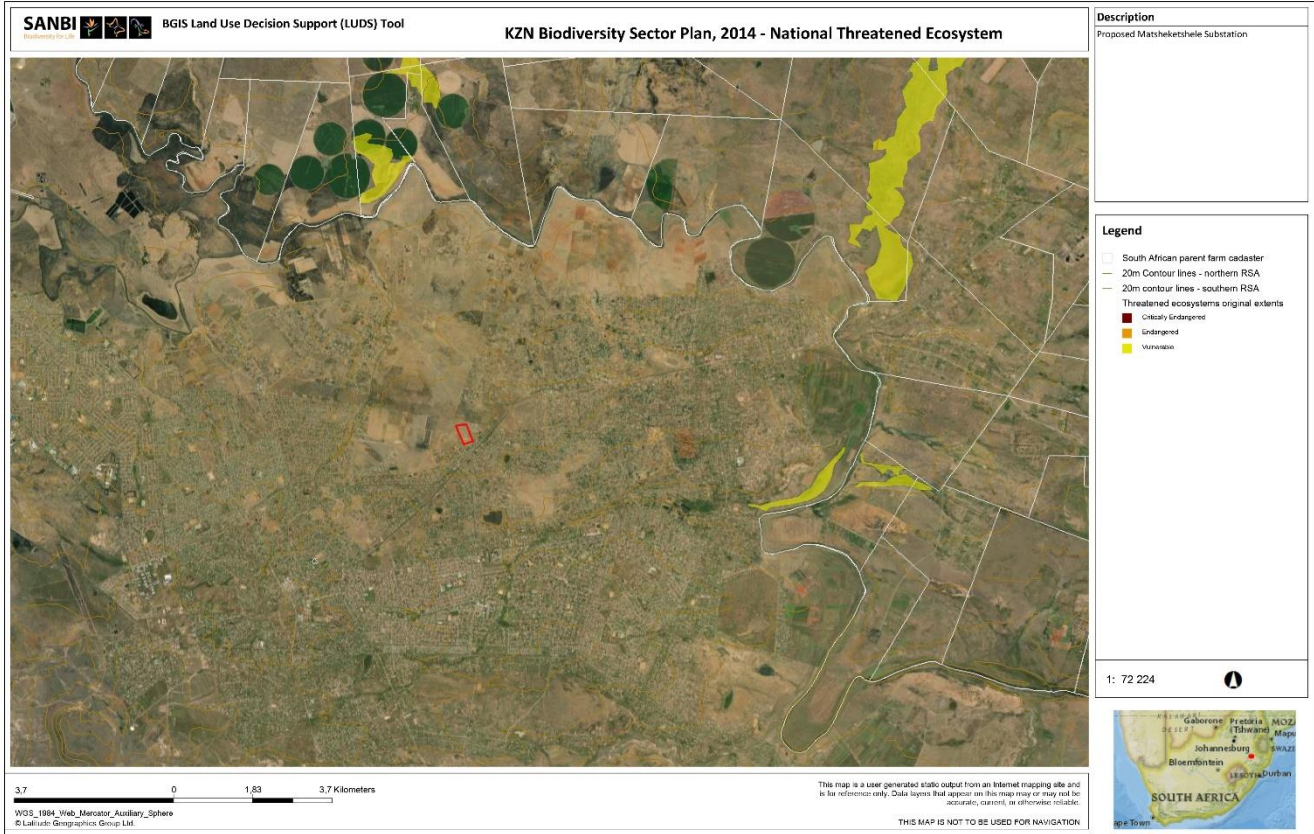 SANBI
Biodiversity for Life
BGIS Land Use Decision Support (LUDS) Tool
KZN Biodiversity Sector Plan, 2014 - National Threatened Ecosystem
Description
Proposed Matsheketshele Substation
Legend
South African parent farm cadaster
20m Contour lines - northern RSA
20m contour lines - southern RSA
Threatened ecosystems original extents
Critically Endangered
Endangered
Vulnerable
1: 72 224
Gaborone
Pretoria
MOZ
DESERT
(Tshwane)
Mapu
Johannesburg
SWAZI
Bloemfontein
LESOTHO
Durban
SOUTH AFRICA
ape Town
3,7
0
1,83
3,7 Kilometers
WGS_1984_Web_Mercator_Auxiliary_Sphere
© Latitude Geographics Group Ltd.
This map is a user generated static output from an Internet mapping site and
is for reference only. Data layers that appear on this map may or may not be
accurate, current, or otherwise reliable.
THIS MAP IS NOT TO BE USED FOR NAVIGATION